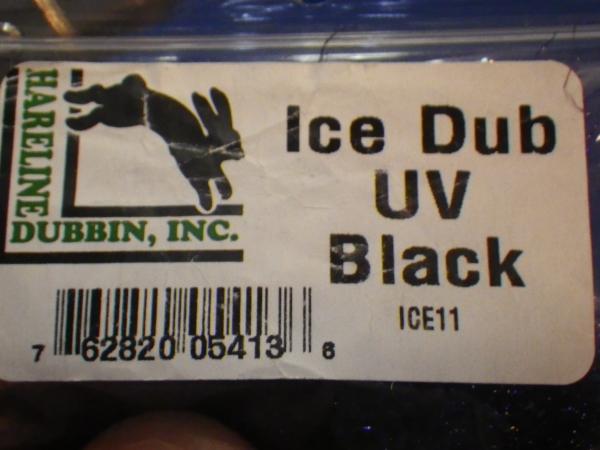 HARELINE
DUBBIN, INC.
Ice Dub
UV
Black
ICE11
7 62820 05413 6